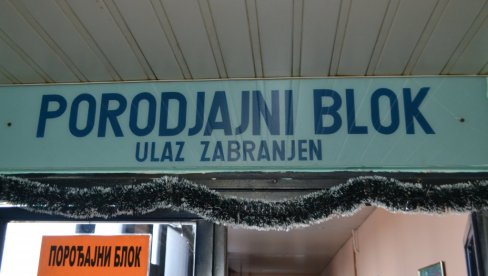 PORODJAJNI BLOK
ULAZ ZABRANJEN
ПОРОЂАЈНИ БЛОК